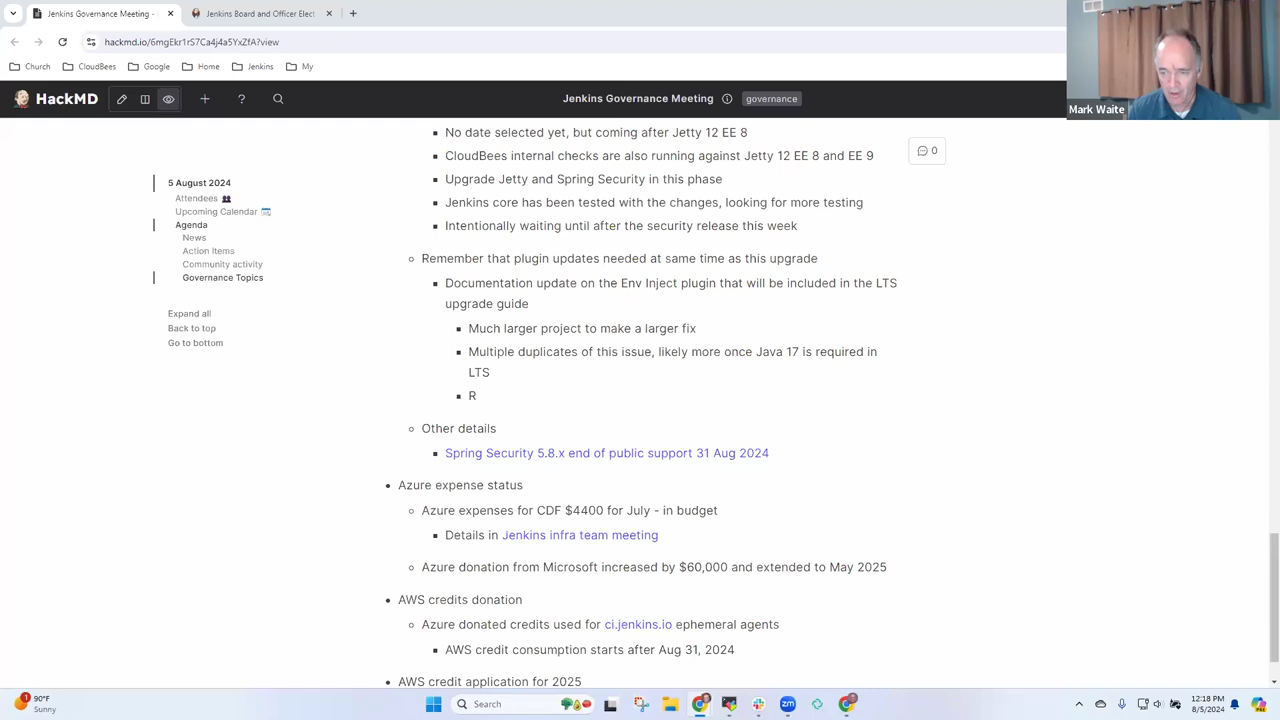 Jenkins Governance Meeting -
Jenkins Board and Officer Elect
hackmd.io/6mgEkr1rS7Ca4j4a5YxZfA?view
Church
CloudBees
Google
Home
Jenkins
My
Mark Waite
HackMD
Jenkins Governance Meeting
governance
0
5 August 2024
Attendees
Upcoming Calendar
Agenda
News
Action Items
Community activity
Governance Topics
Expand all
Back to top
Go to bottom
No date selected yet, but coming after Jetty 12 EE 8
CloudBees internal checks are also running against Jetty 12 EE 8 and EE 9
Upgrade Jetty and Spring Security in this phase
Jenkins core has been tested with the changes, looking for more testing
Intentionally waiting until after the security release this week
Remember that plugin updates needed at same time as this upgrade
Documentation update on the Env Inject plugin that will be included in the LTS
upgrade guide
Much larger project to make a larger fix
Multiple duplicates of this issue, likely more once Java 17 is required in
LTS
R
Other details
Spring Security 5.8.x end of public support 31 Aug 2024
Azure expense status
Azure expenses for CDF $4400 for July - in budget
Details in Jenkins infra team meeting
Azure donation from Microsoft increased by $60,000 and extended to May 2025
AWS credits donation
Azure donated credits used for ci.jenkins.io ephemeral agents
AWS credit consumption starts after Aug 31, 2024
AWS credit application for 2025
1
90°F
Sunny
Search
12:18 PM
8/5/2024